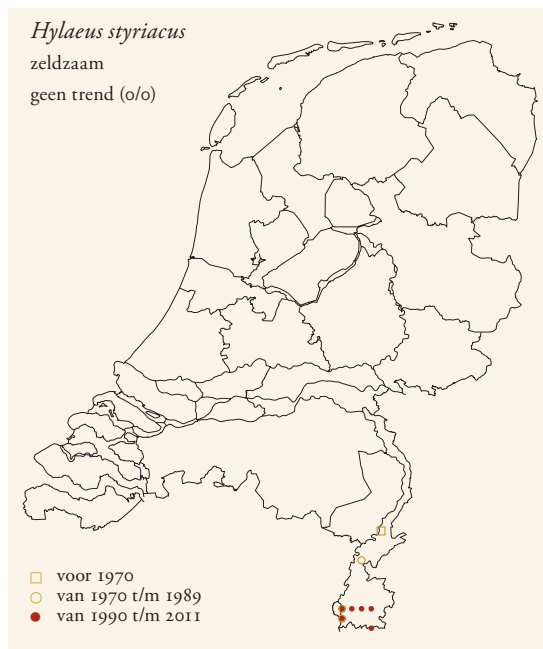 Hylaeus styriacus
zeldzaam
geen trend (0/0)
voor 1970
van 1970 t/m 1989
van 1990 t/m 2011